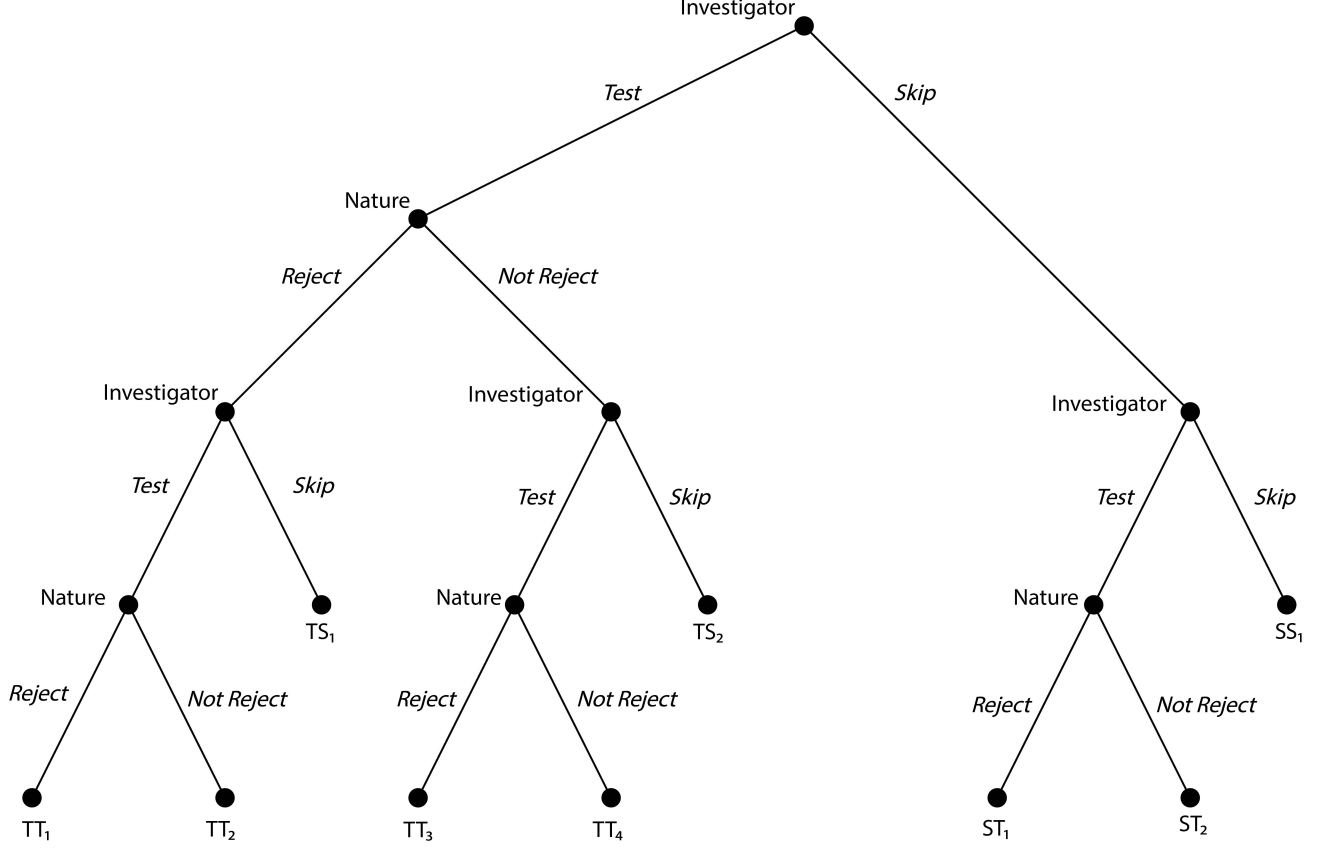 Investigator
Test
Skip
Nature
Reject
Not Reject
Investigator
Investigator
Investigator
Test
Skip
Test
Skip
Test
Skip
Nature
Nature
Nature
TS₁
TS₂
SS₁
Reject
Not Reject
Reject
Not Reject
Reject
Not Reject
TT₁
TT₂
TT₃
TT₄
ST₁
ST₂